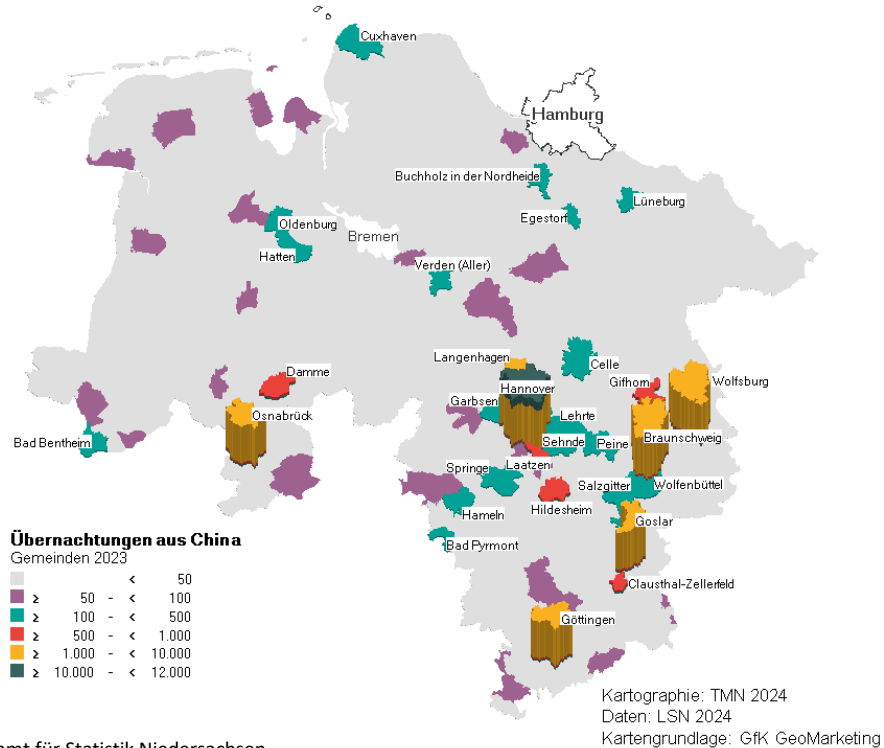 Cuxhaven
Hamburg
Buchholz in der Nordheide
Lüneburg
Egestorf
Oldenburg
Bremen
Hatten
Verden (Aller)
Langenhagen
Celle
Damme
Hannover
Gifhorn
Wolfsburg
Garbsen
Osnabrück
Lehrte
Bad Bentheim
Sehnde
Peine
Braunschweig
Springe
Laatzen
Salzgitter
Wolfenbüttel
Hameln
Hildesheim
Goslar
Bad Pyrmont
Clausthal-Zellerfeld
Göttingen
Übernachtungen aus China
Gemeinden 2023
< 50
≥ 50 - < 100
≥ 100 - < 500
≥ 500 - < 1.000
≥ 1.000 - < 10.000
≥ 10.000 - < 12.000
Kartographie: TMN 2024
Daten: LSN 2024
Kartengrundlage: GfK GeoMarketing
für Statistik Niedersachsen